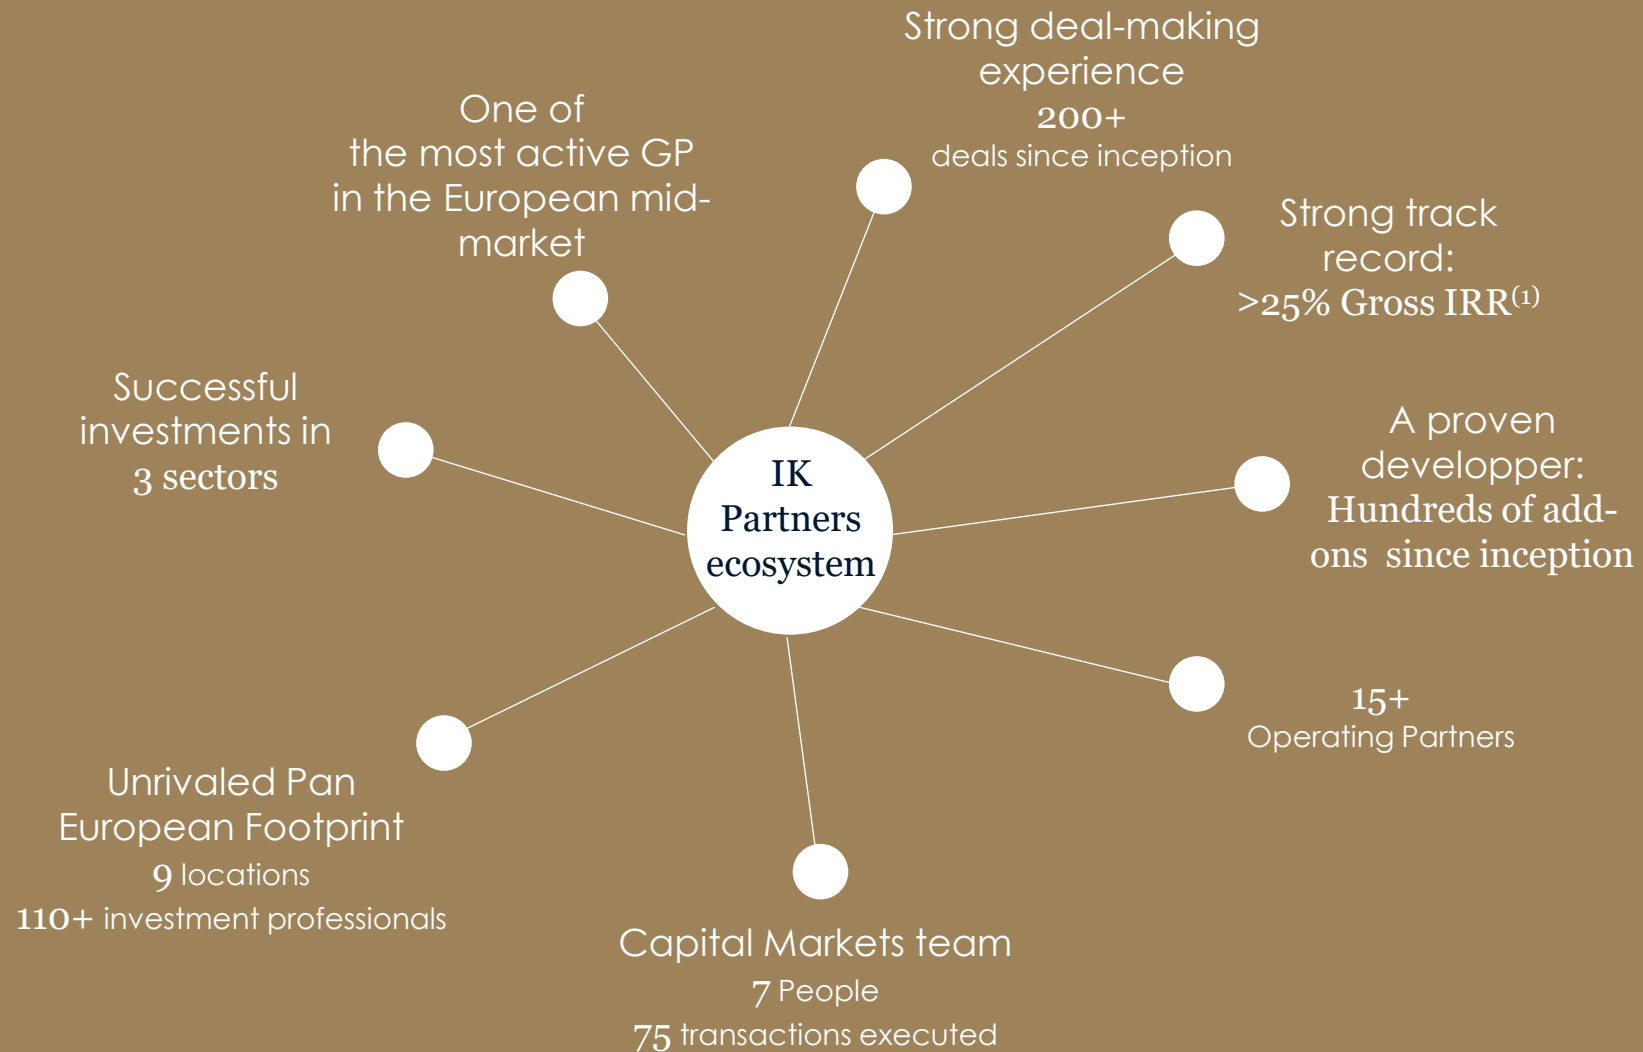 Strong deal-making
experience
200+
deals since inception
One of
the most active GP
in the European mid-
market
Strong track
record:
>25% Gross IRR(1)
Successful
investments in
3 sectors
A proven
developper:
Hundreds of add-
ons since inception
IK
Partners
ecosystem
15+
Operating Partners
Unrivaled Pan
European Footprint
9 locations
110+ investment professionals
Capital Markets team
7 People
75 transactions executed